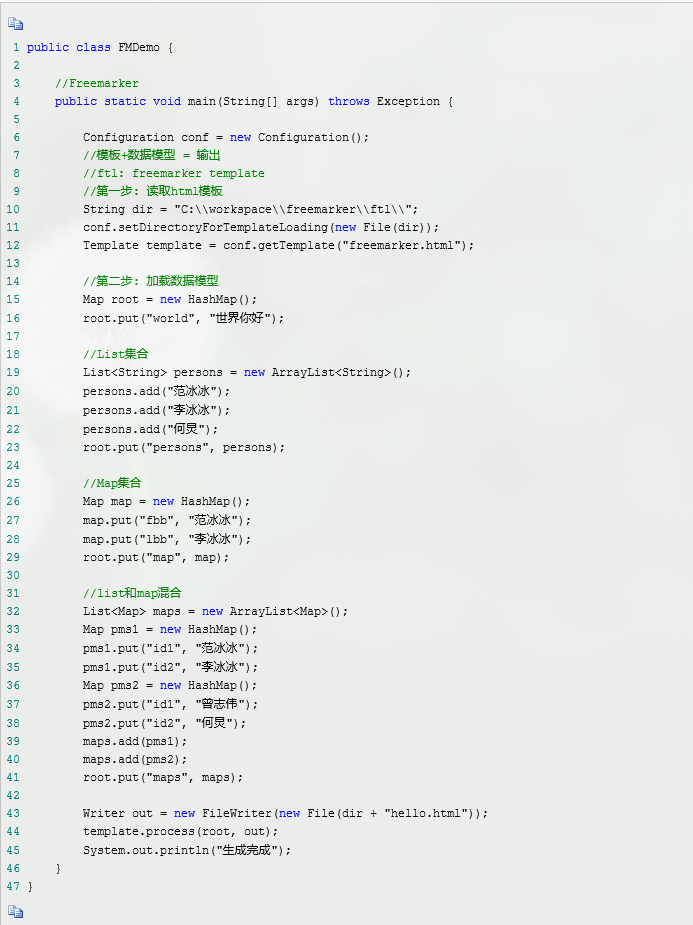 1 public class FMDemo {
2
3     //Freemarker
4     public static void main(String[] args) throws Exception {
5
6         Configuration conf = new Configuration();
7         //模板+数据模型 = 输出
8         //ftl: freemarker template
9         //第一步: 读取html模板
10         String dir = "C:\\workspace\\freemarker\\ftl\\";
11         conf.setDirectoryForTemplateLoading(new File(dir));
12         Template template = conf.getTemplate("freemarker.html");
13
14         //第二步: 加载数据模型
15         Map root = new HashMap();
16         root.put("world", "世界你好");
17
18         //List集合
19         List<String> persons = new ArrayList<String>();
20         persons.add("范冰冰");
21         persons.add("李冰冰");
22         persons.add("何炅");
23         root.put("persons", persons);
24
25         //Map集合
26         Map map = new HashMap();
27         map.put("fbb", "范冰冰");
28         map.put("lbb", "李冰冰");
29         root.put("map", map);
30
31         //list和map混合
32         List<Map> maps = new ArrayList<Map>();
33         Map pms1 = new HashMap();
34         pms1.put("id1", "范冰冰");
35         pms1.put("id2", "李冰冰");
36         Map pms2 = new HashMap();
37         pms2.put("id1", "曾志伟");
38         pms2.put("id2", "何炅");
39         maps.add(pms1);
40         maps.add(pms2);
41         root.put("maps", maps);
42
43         Writer out = new FileWriter(new File(dir + "hello.html"));
44         template.process(root, out);
45         System.out.println("生成完成");
46     }
47 }